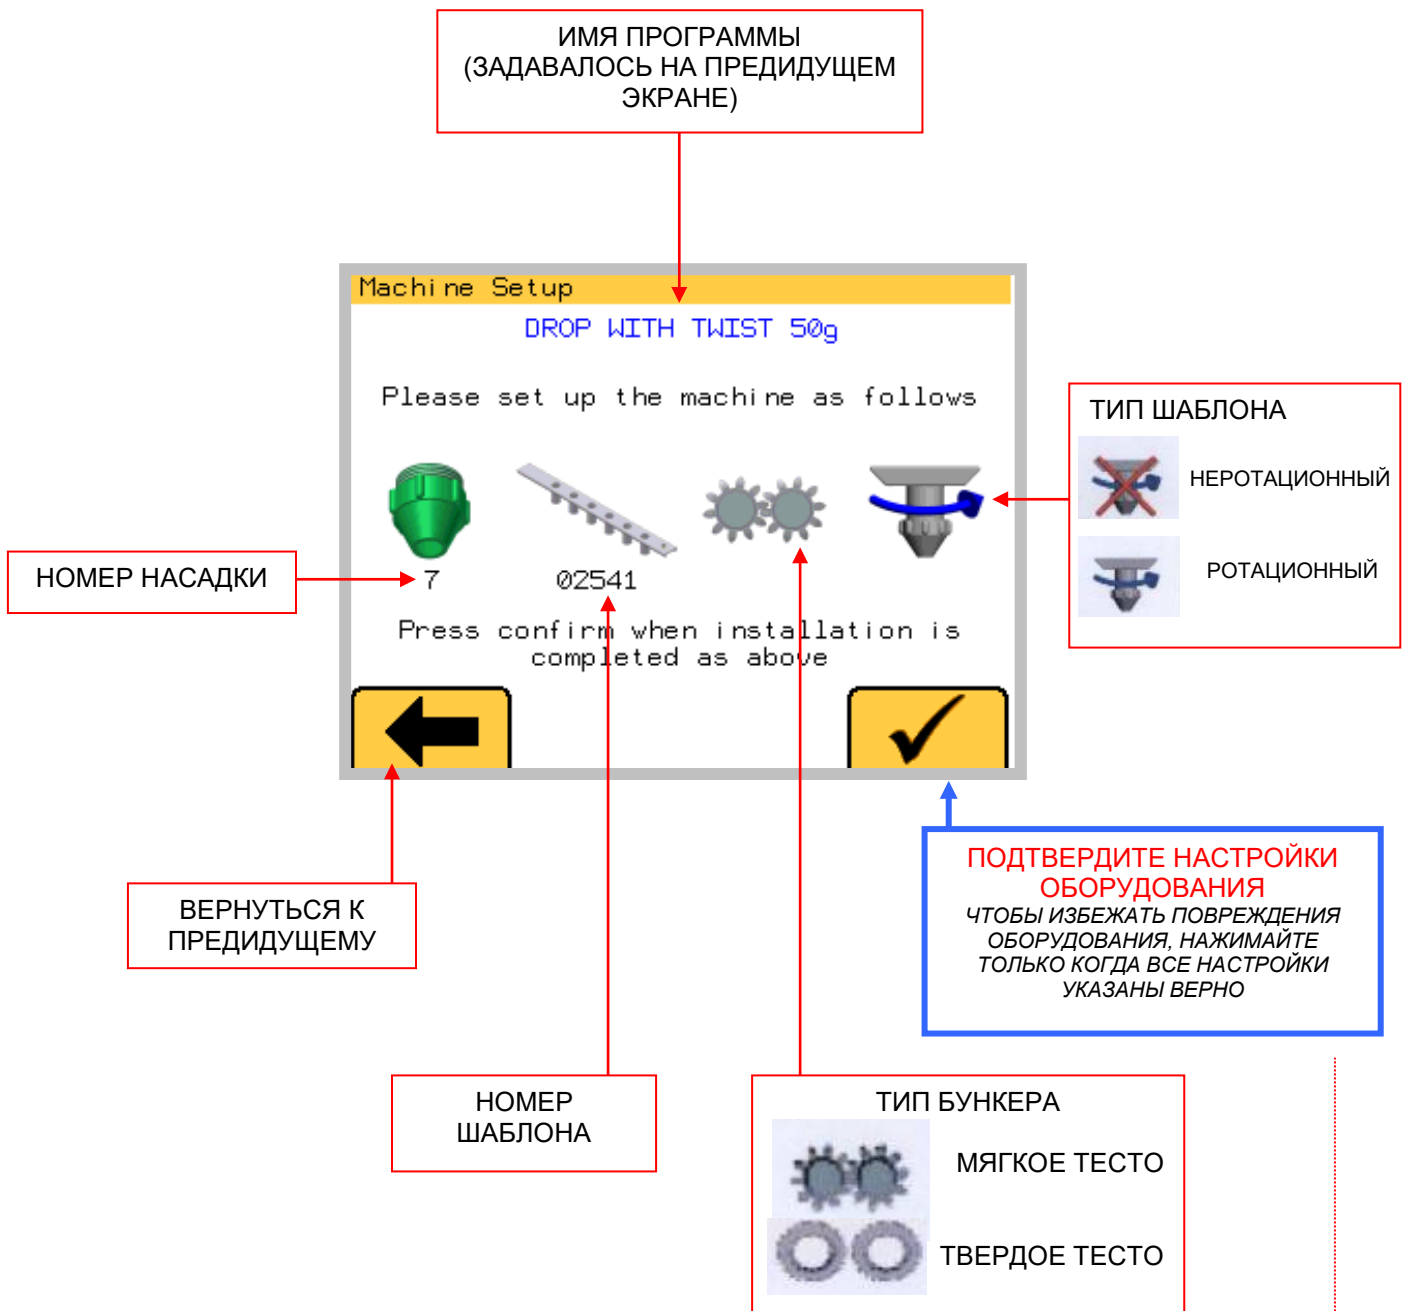 ИМЯ ПРОГРАММЫ
(ЗАДАВАЛОСЬ НА ПРЕДИДУЩЕМ
ЭКРАНЕ)
Machine Setup
DROP WITH TWIST 50g
Please set up the machine as follows
ТИП ШАБЛОНА
НЕРОТАЦИОННЫЙ
РОТАЦИОННЫЙ
НОМЕР НАСАДКИ
7
02541
Press confirm when installation is
completed as above
ПОДТВЕРДИТЕ НАСТРОЙКИ
ОБОРУДОВАНИЯ
ЧТОБЫ ИЗБЕЖАТЬ ПОВРЕЖДЕНИЯ
ОБОРУДОВАНИЯ, НАЖИМАЙТЕ
ТОЛЬКО КОГДА ВСЕ НАСТРОЙКИ
УКАЗАНЫ ВЕРНО
ВЕРНУТЬСЯ К
ПРЕДИДУЩЕМУ
НОМЕР
ШАБЛОНА
ТИП БУНКЕРА
МЯГКОЕ ТЕСТО
ТВЕРДОЕ ТЕСТО